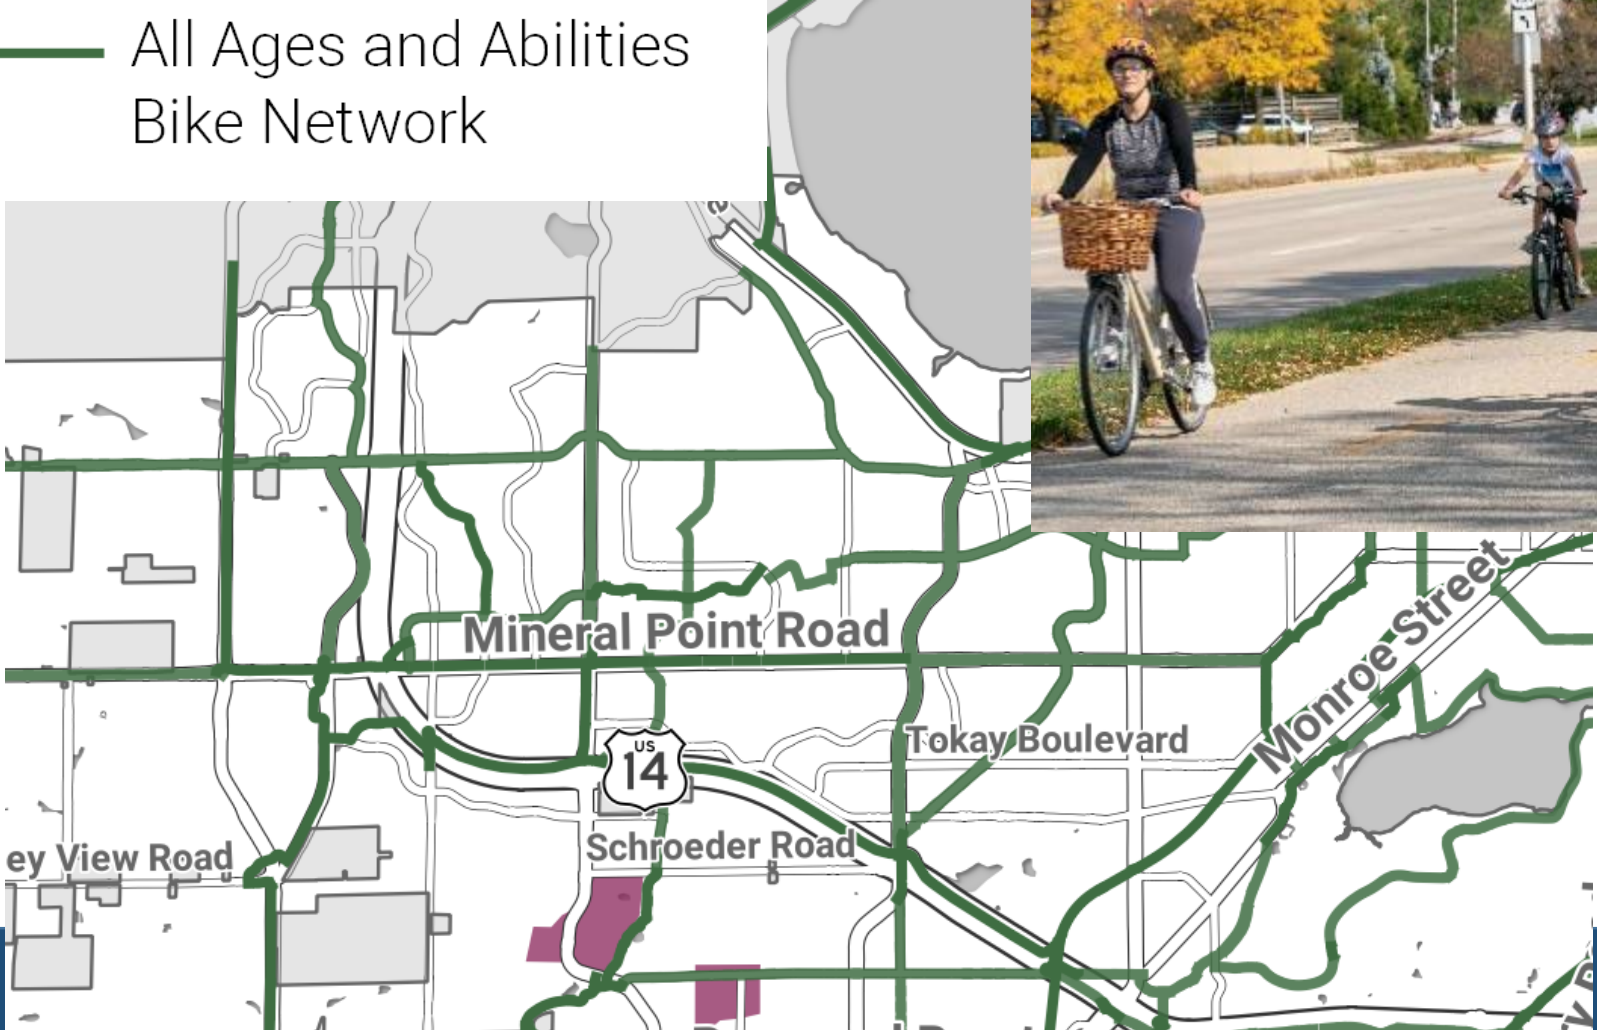 All Ages and Abilities
Bike Network
Mineral Point Road
Monroe Street
Tokay Boulevard
US
14
Schroeder Road
ey View Road